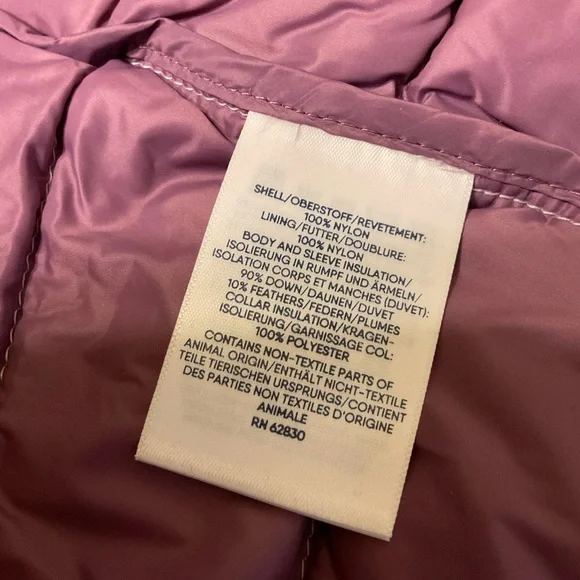 SHELL/OBERSTOFF/REVETEMENT:
100% NYLON
LINING/FUTTER/DOUBLURE:
100% NYLON
BODY AND SLEEVE INSULATION/
ISOLIERUNG IN RUMPF UND ÄRMELN/
ISOLATION CORPS ET MANCHES (DUVET):
90% DOWN/DAUNEN/DUVET
10% FEATHERS/FEDERN/PLUMES
COLLAR INSULATION/KRAGEN-
ISOLIERUNG/GARNISSAGE COL:
100% POLYESTER
CONTAINS NON-TEXTILE PARTS OF
ANIMAL ORIGIN/ENTHÄLT NICHT-TEXTILE
TEILE TIERISCHEN URSPRUNGS/CONTIENT
DES PARTIES NON TEXTILES D'ORIGINE
ANIMALE
RN 62830